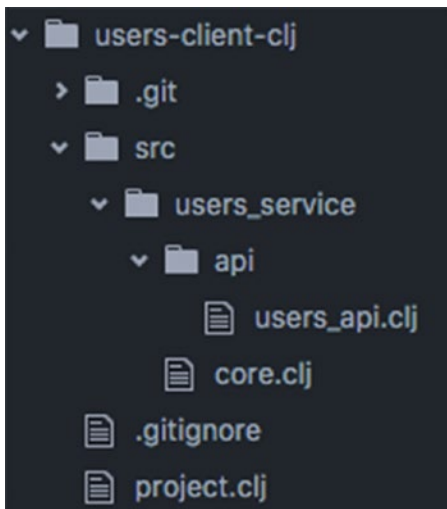 users-client-clj
.git
src
users_service
api
users_api.clj
core.clj
.gitignore
project.clj